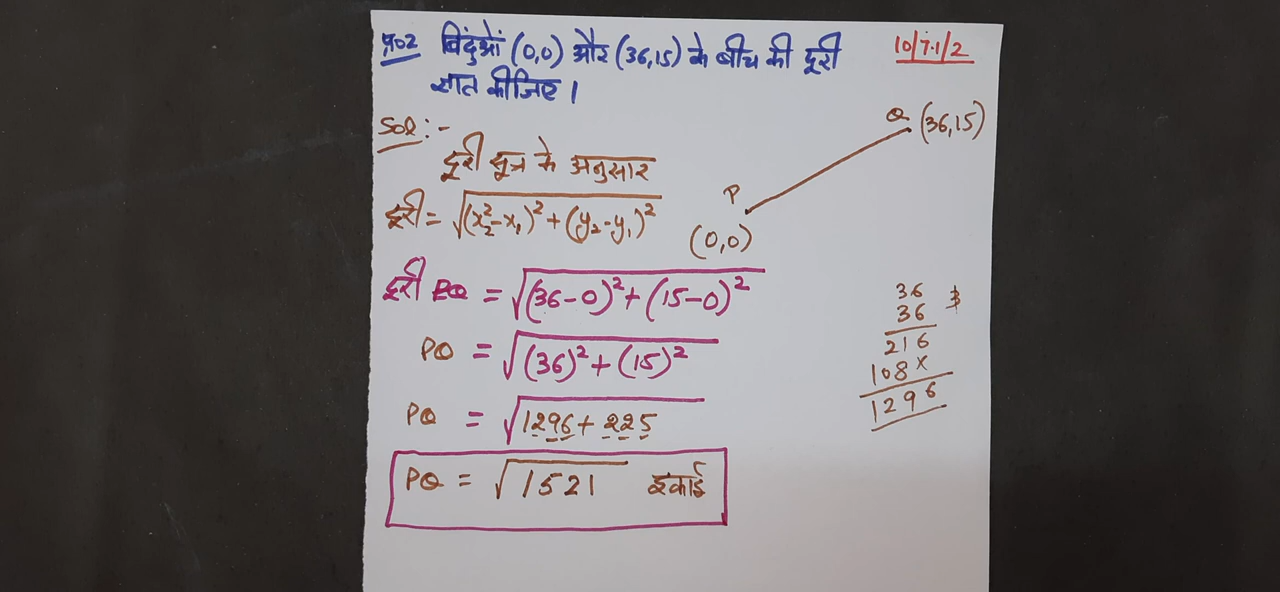 प्र०2 बिंदुओं (0,0) और (36,15) के बीच की दूरी
ज्ञात कीजिए।
10/7.1/2
Sol:-
दूरी सूत्र के अनुसार
दूरी = √(x₂²-x₁)² + (y₂-y₁)²
Q (36,15)
P
(0,0)
दूरी PQ = √(36-0)² + (15-0)²
PQ = √(36)² + (15)²
PQ = √1296 + 225
PQ = √1521 इकाई
36
36
216
108×
1296